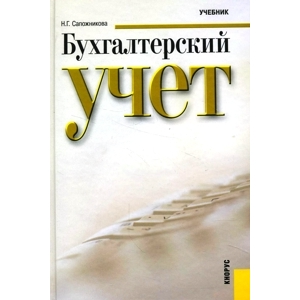 УЧЕБНИК
Н.Г. Сапожникова
Бухгалтерский
учет
КНОРУС